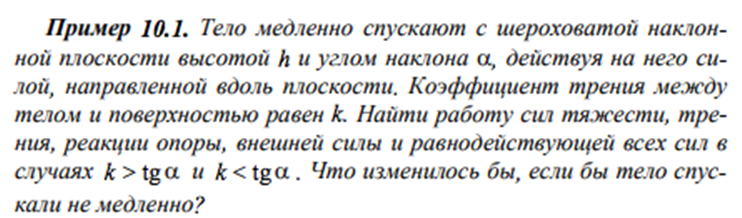 Пример 10.1. Тело медленно спускают с шероховатой наклон-
ной плоскости высотой h и углом наклона α, действуя на него си-
лой, направленной вдоль плоскости. Коэффициент трения между
телом и поверхностью равен k. Найти работу сил тяжести, тре-
ния, реакции опоры, внешней силы и равнодействующей всех сил в
случаях k > tg α и k < tg α . Что изменилось бы, если бы тело спус-
кали не медленно?